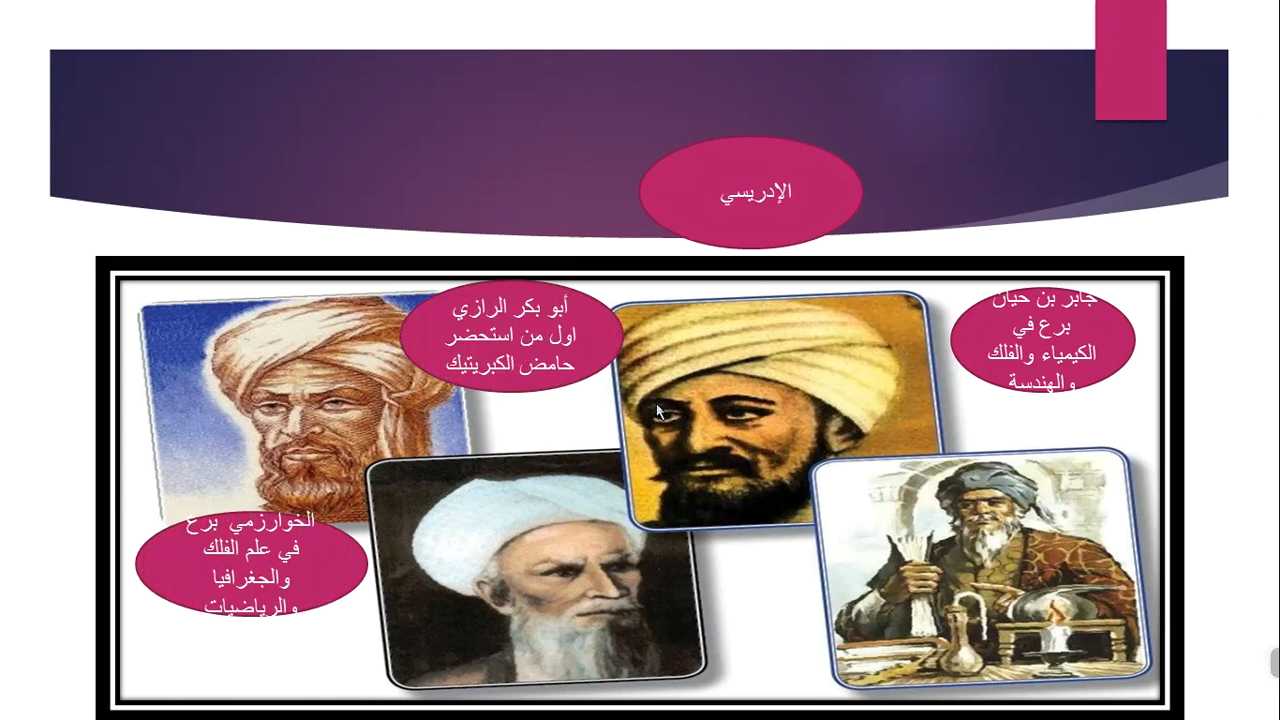 الإدريسي
جابر بن حيان
برع في
الكيمياء والفلك
والهندسة
أبو بكر الرازي
اول من استحضر
حامض الكبريتيك
الخوارزمي برع
في علم الفلك
والجغرافيا
والرياضيات